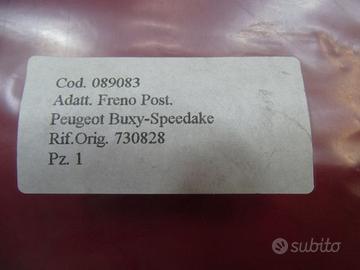 Cod. 089083
Adatt. Freno Post.
Peugeot Buxy-Speedake
Rif.Orig. 730828
Pz. 1
subito